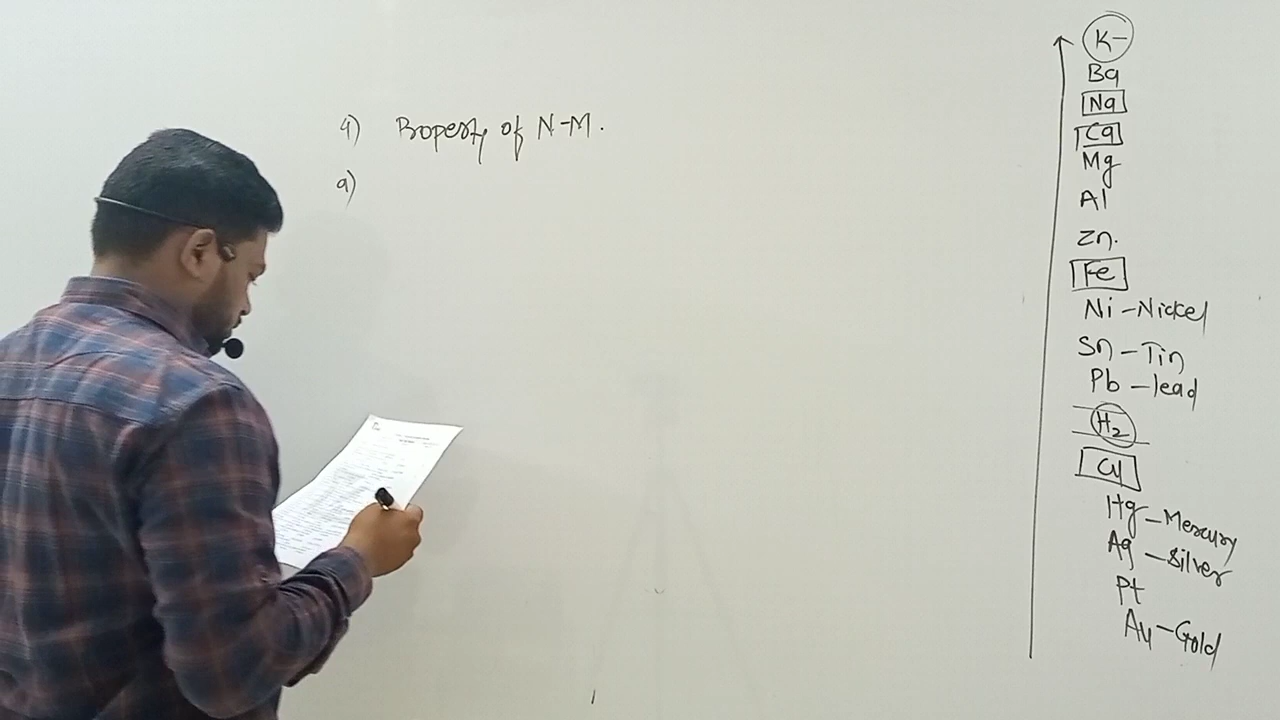 4) Property of N-M.
a)
K-
Ba
Na
Ca
Mg
Al
Zn.
Fe
Ni - Nickel
Sn - Tin
Pb - lead
H2
Cu
Hg - Mercury
Ag - Silver
Pt
Au - Gold